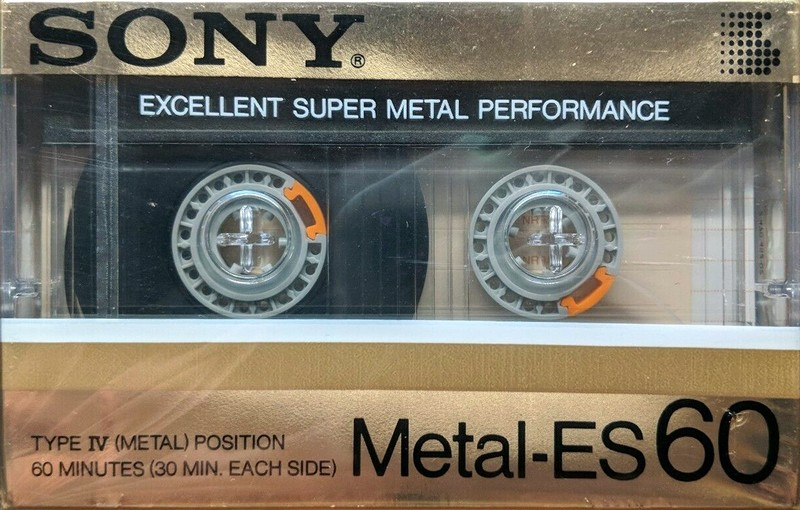 SONY®
EXCELLENT SUPER METAL PERFORMANCE
TYPE IV (METAL) POSITION
60 MINUTES (30 MIN. EACH SIDE)
Metal-ES60